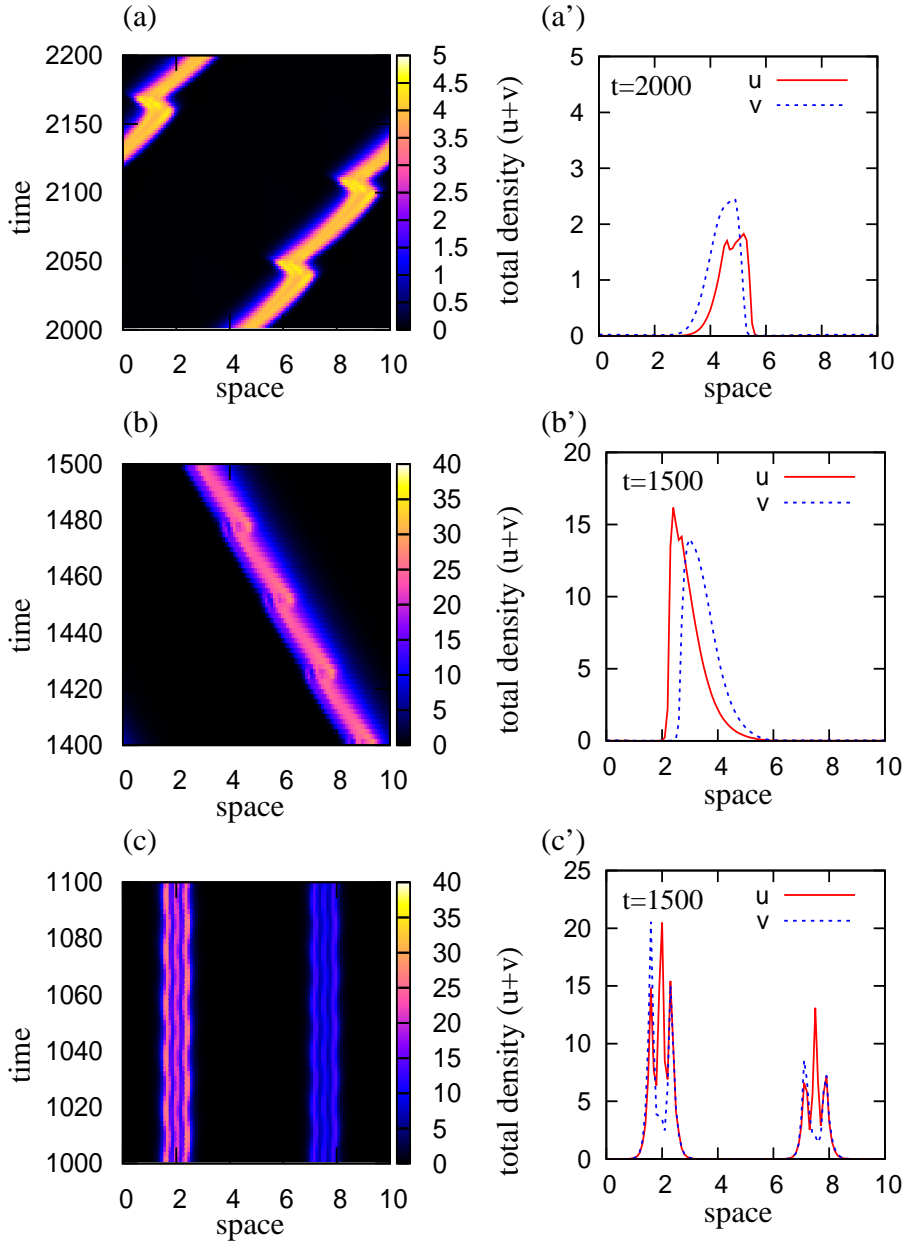 (a)
(a’)
2200
2150
2100
2050
2000
time
0 2 4 6 8 10
space
5
4.5
4
3.5
3
2.5
2
1.5
1
0.5
0
total density (u+v)
5
4
3
2
1
0
t=2000
u
v
0 2 4 6 8 10
space
(b)
(b’)
1500
1480
1460
1440
1420
1400
time
0 2 4 6 8 10
space
40
35
30
25
20
15
10
5
0
total density (u+v)
20
15
10
5
0
t=1500
u
v
0 2 4 6 8 10
space
(c)
(c’)
1100
1080
1060
1040
1020
1000
time
0 2 4 6 8 10
space
40
35
30
25
20
15
10
5
0
total density (u+v)
25
20
15
10
5
0
t=1500
u
v
0 2 4 6 8 10
space